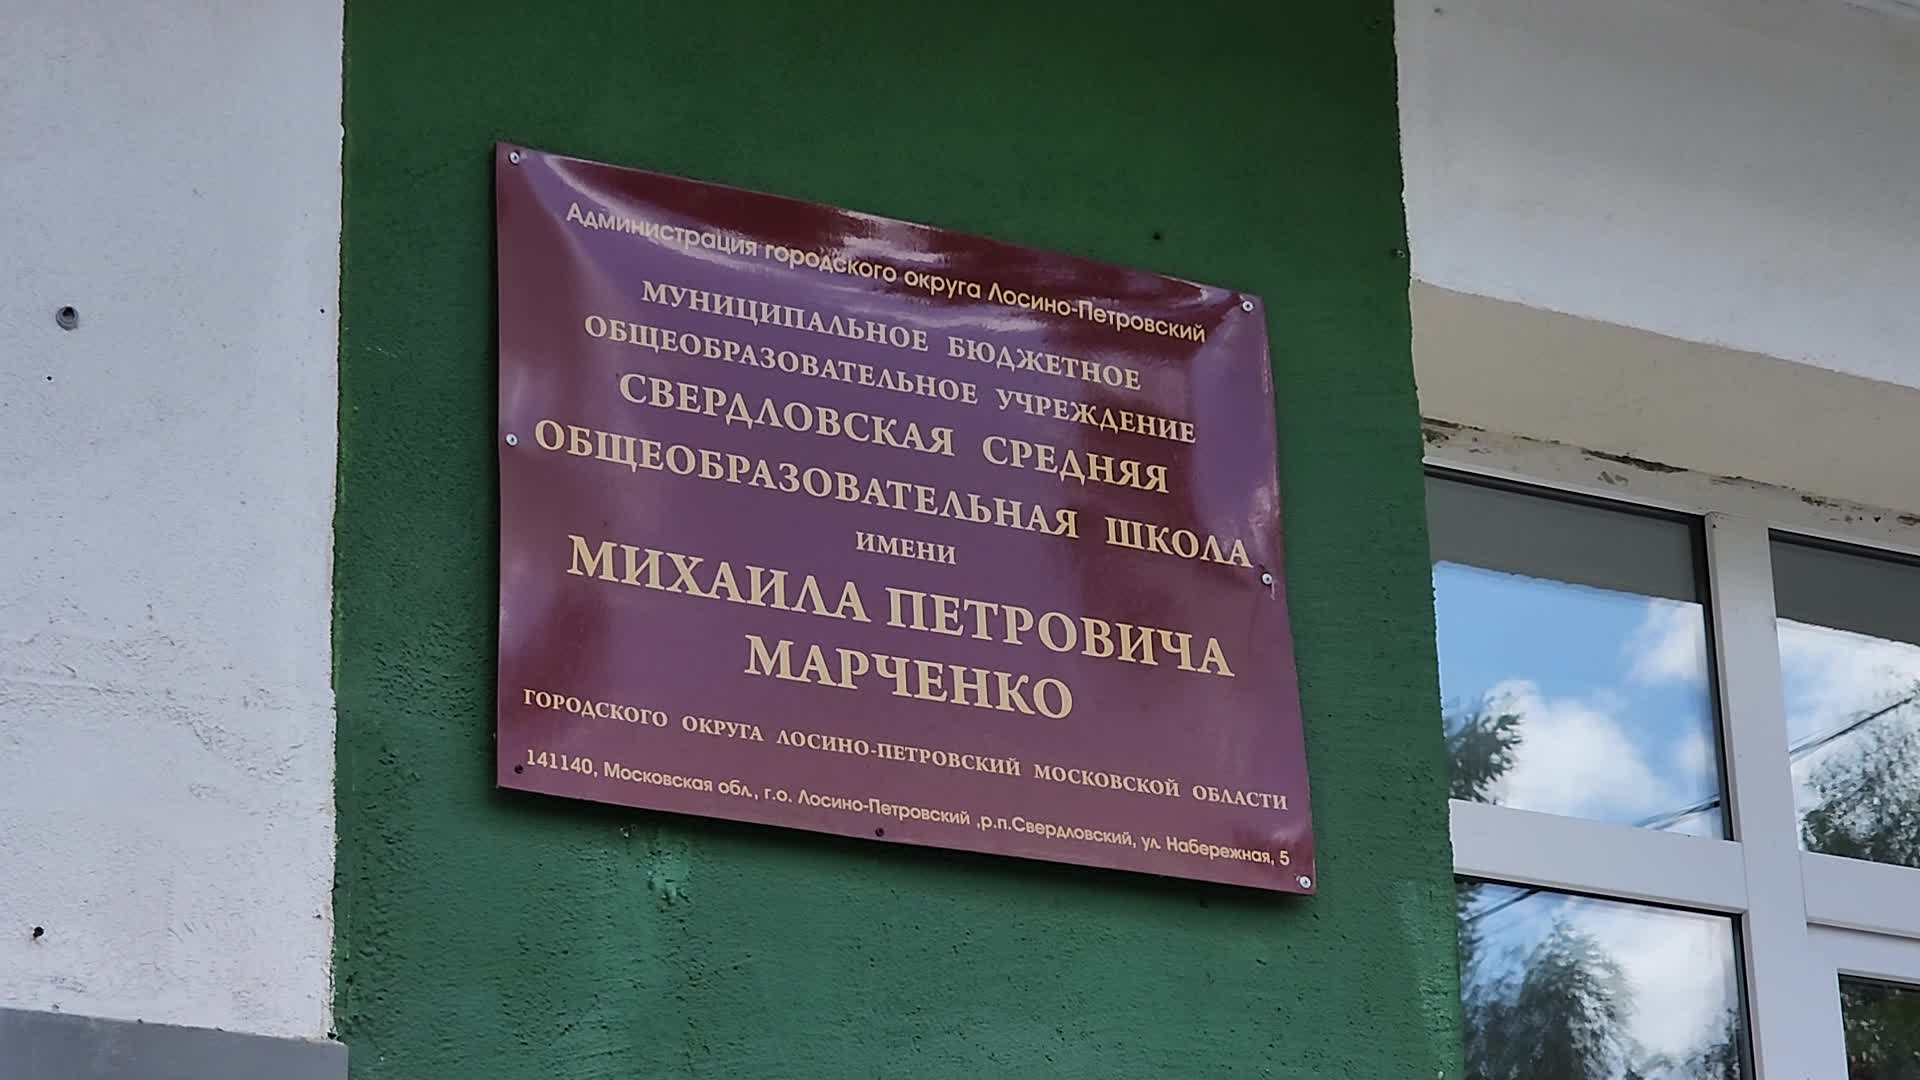 Администрация городского округа Лосино-Петровский
МУНИЦИПАЛЬНОЕ БЮДЖЕТНОЕ
ОБЩЕОБРАЗОВАТЕЛЬНОЕ УЧРЕЖДЕНИЕ
СВЕРДЛОВСКАЯ СРЕДНЯЯ
ОБЩЕОБРАЗОВАТЕЛЬНАЯ ШКОЛА
ИМЕНИ
МИХАИЛА ПЕТРОВИЧА
МАРЧЕНКО
ГОРОДСКОГО ОКРУГА ЛОСИНО-ПЕТРОВСКИЙ МОСКОВСКОЙ ОБЛАСТИ
141140, Московская обл., г.о. Лосино-Петровский ,р.п.Свердловский, ул. Набережная, 5